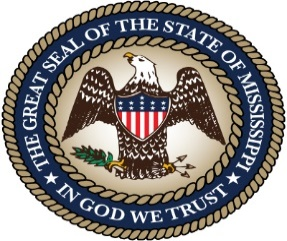 THE GREAT SEAL OF THE STATE OF MISSISSIPPI
IN GOD WE TRUST